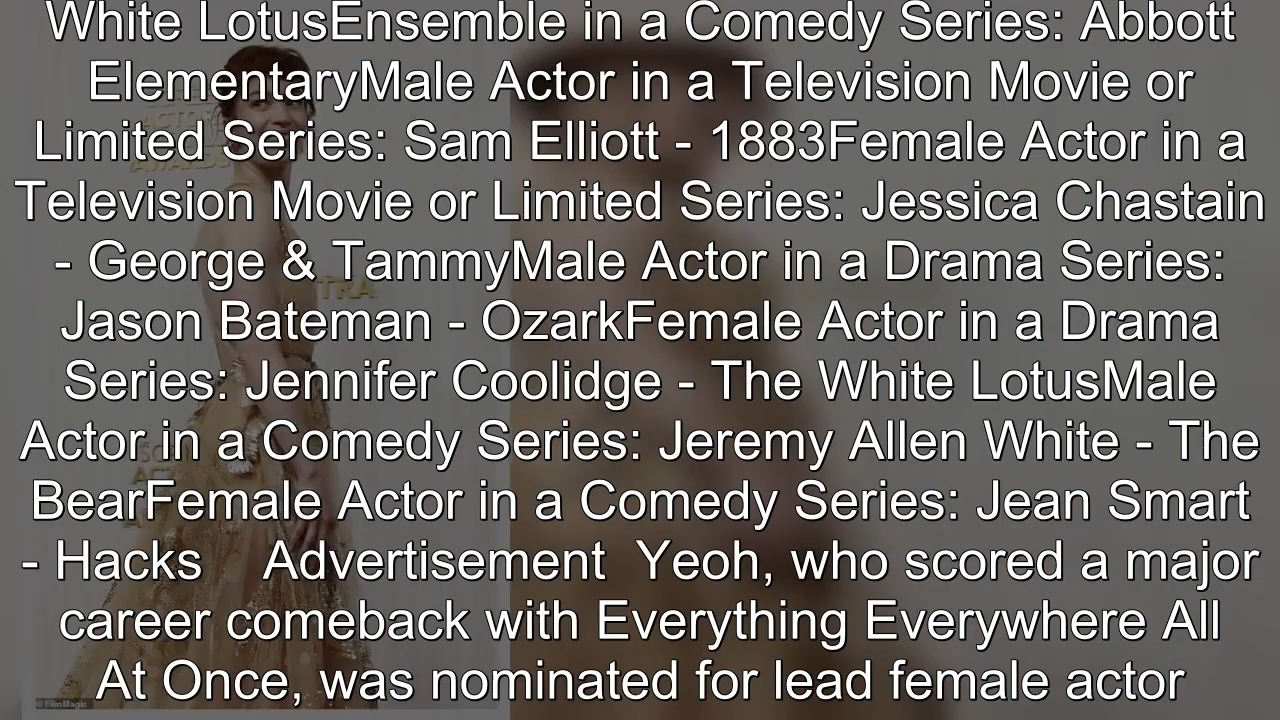 White LotusEnsemble in a Comedy Series: Abbott
ElementaryMale Actor in a Television Movie or
Limited Series: Sam Elliott - 1883Female Actor in a
Television Movie or Limited Series: Jessica Chastain
- George & TammyMale Actor in a Drama Series:
Jason Bateman - OzarkFemale Actor in a Drama
Series: Jennifer Coolidge - The White LotusMale
Actor in a Comedy Series: Jeremy Allen White - The
BearFemale Actor in a Comedy Series: Jean Smart
- Hacks    Advertisement  Yeoh, who scored a major
career comeback with Everything Everywhere All
At Once, was nominated for lead female actor
© FilmMagic